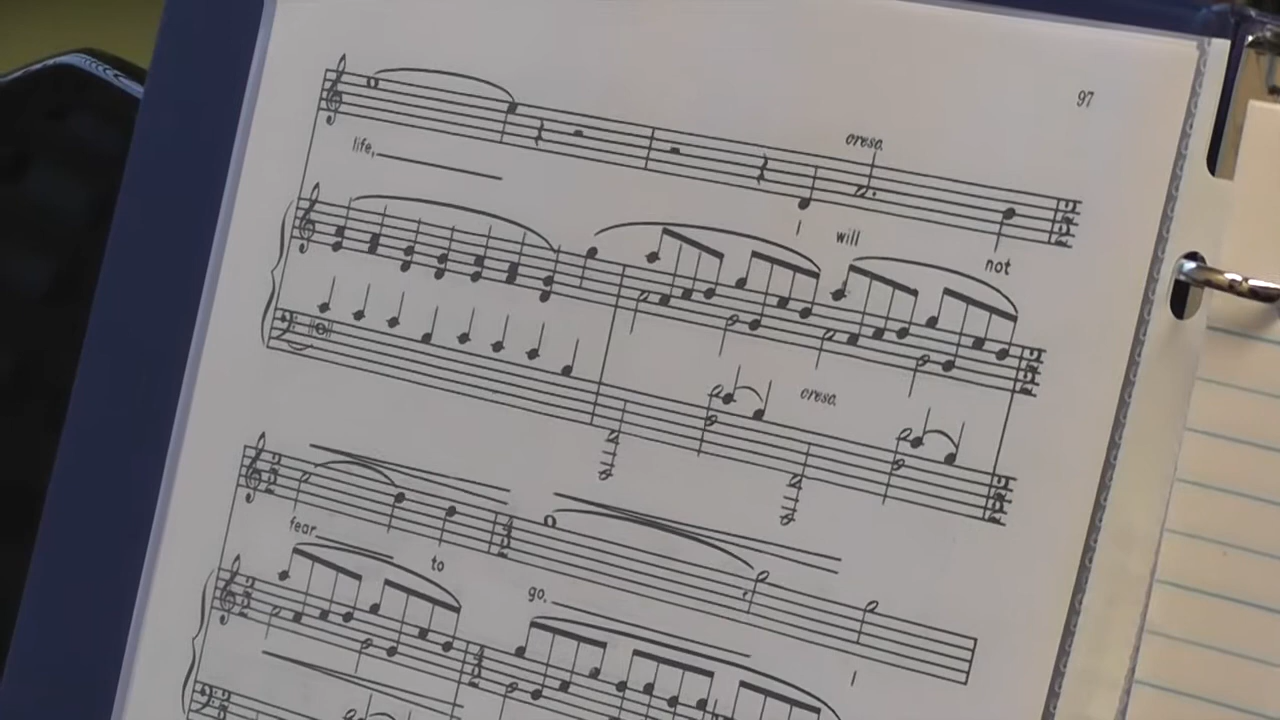 97
cresc.
life,
I will not
cresc.
fear to
go. I